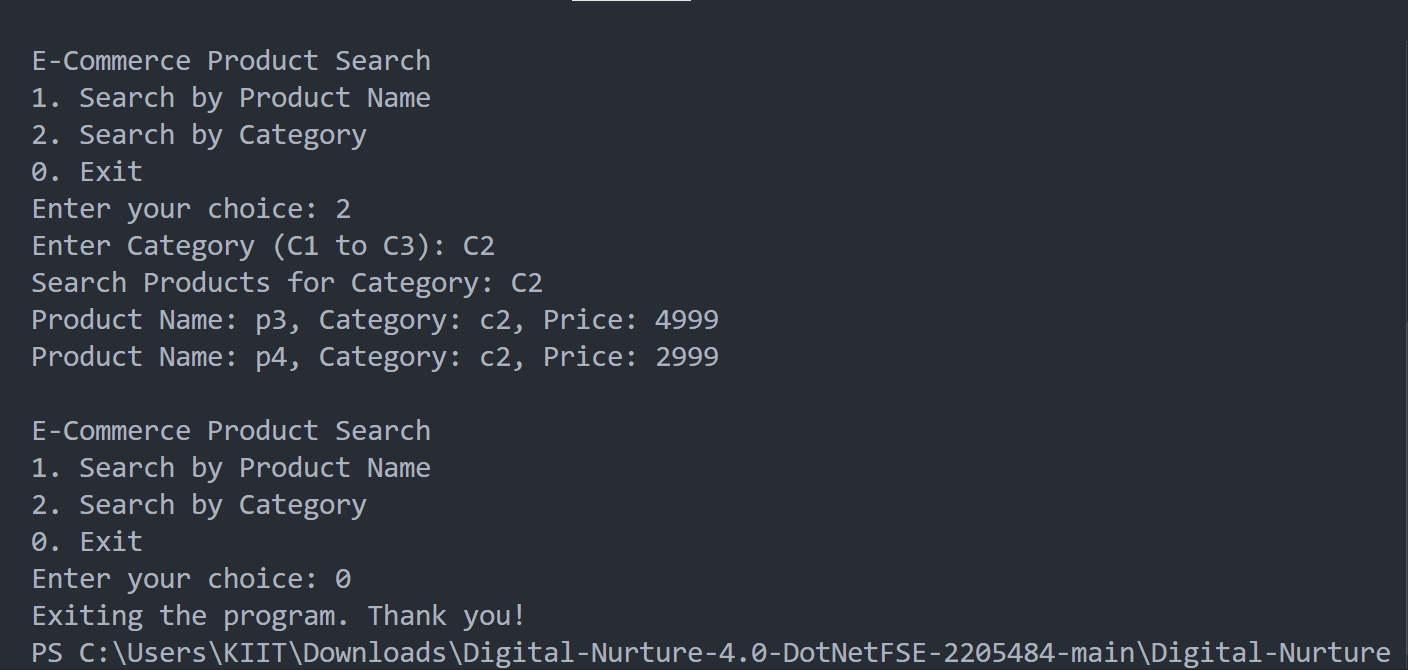 E-Commerce Product Search
1. Search by Product Name
2. Search by Category
0. Exit
Enter your choice: 2
Enter Category (C1 to C3): C2
Search Products for Category: C2
Product Name: p3, Category: c2, Price: 4999
Product Name: p4, Category: c2, Price: 2999
E-Commerce Product Search
1. Search by Product Name
2. Search by Category
0. Exit
Enter your choice: 0
Exiting the program. Thank you!
PS C:\Users\KIIT\Downloads\Digital-Nurture-4.0-DotNetFSE-2205484-main\Digital-Nurture